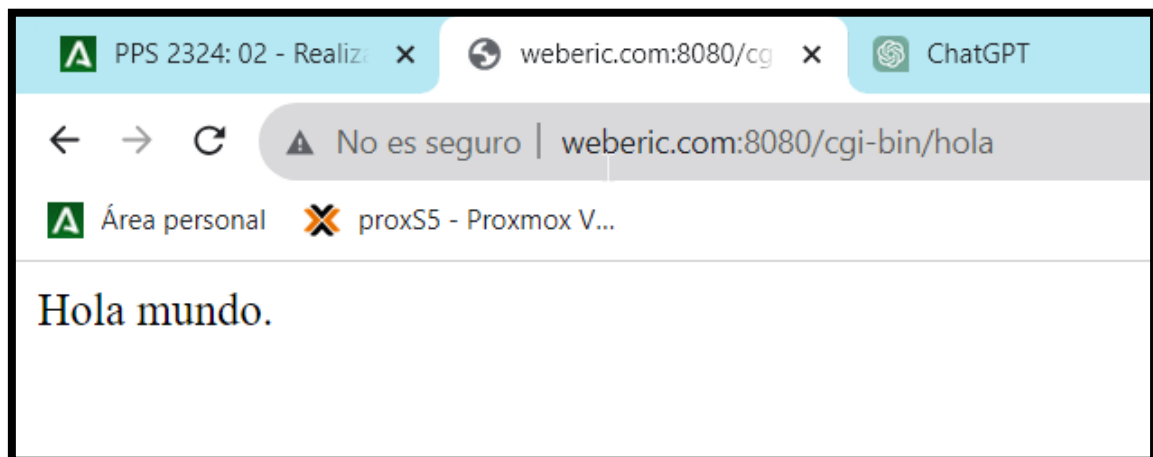 PPS 2324: 02 - Realiza
weberic.com:8080/cg
ChatGPT
No es seguro | weberic.com:8080/cgi-bin/hola
Área personal
proxS5 - Proxmox V...
Hola mundo.